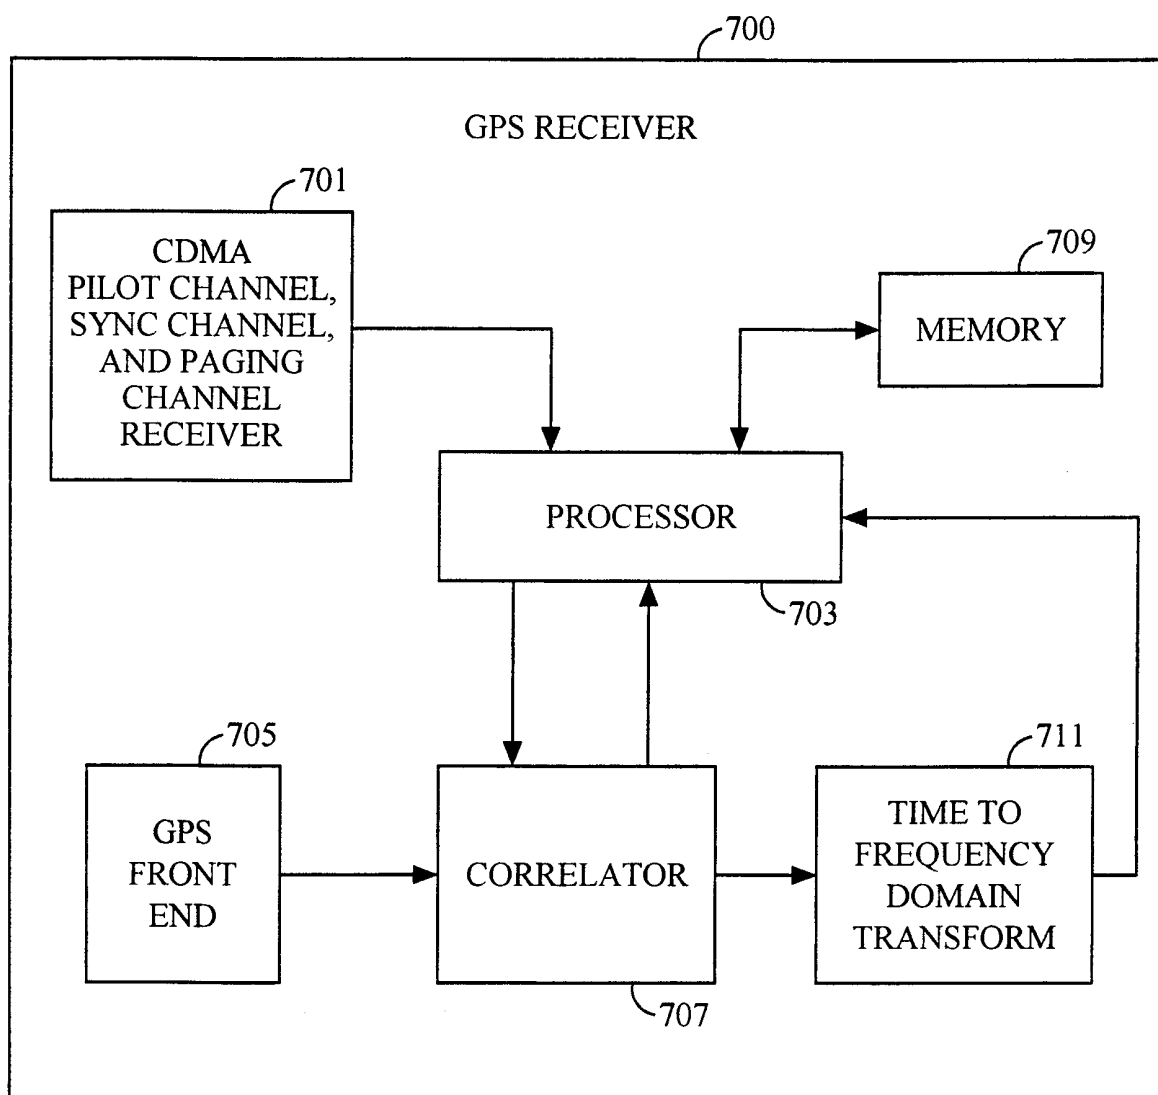 700
GPS RECEIVER
701
CDMA
PILOT CHANNEL,
SYNC CHANNEL,
AND PAGING
CHANNEL
RECEIVER
709
MEMORY
PROCESSOR
703
705
GPS
FRONT
END
CORRELATOR
707
711
TIME TO
FREQUENCY
DOMAIN
TRANSFORM